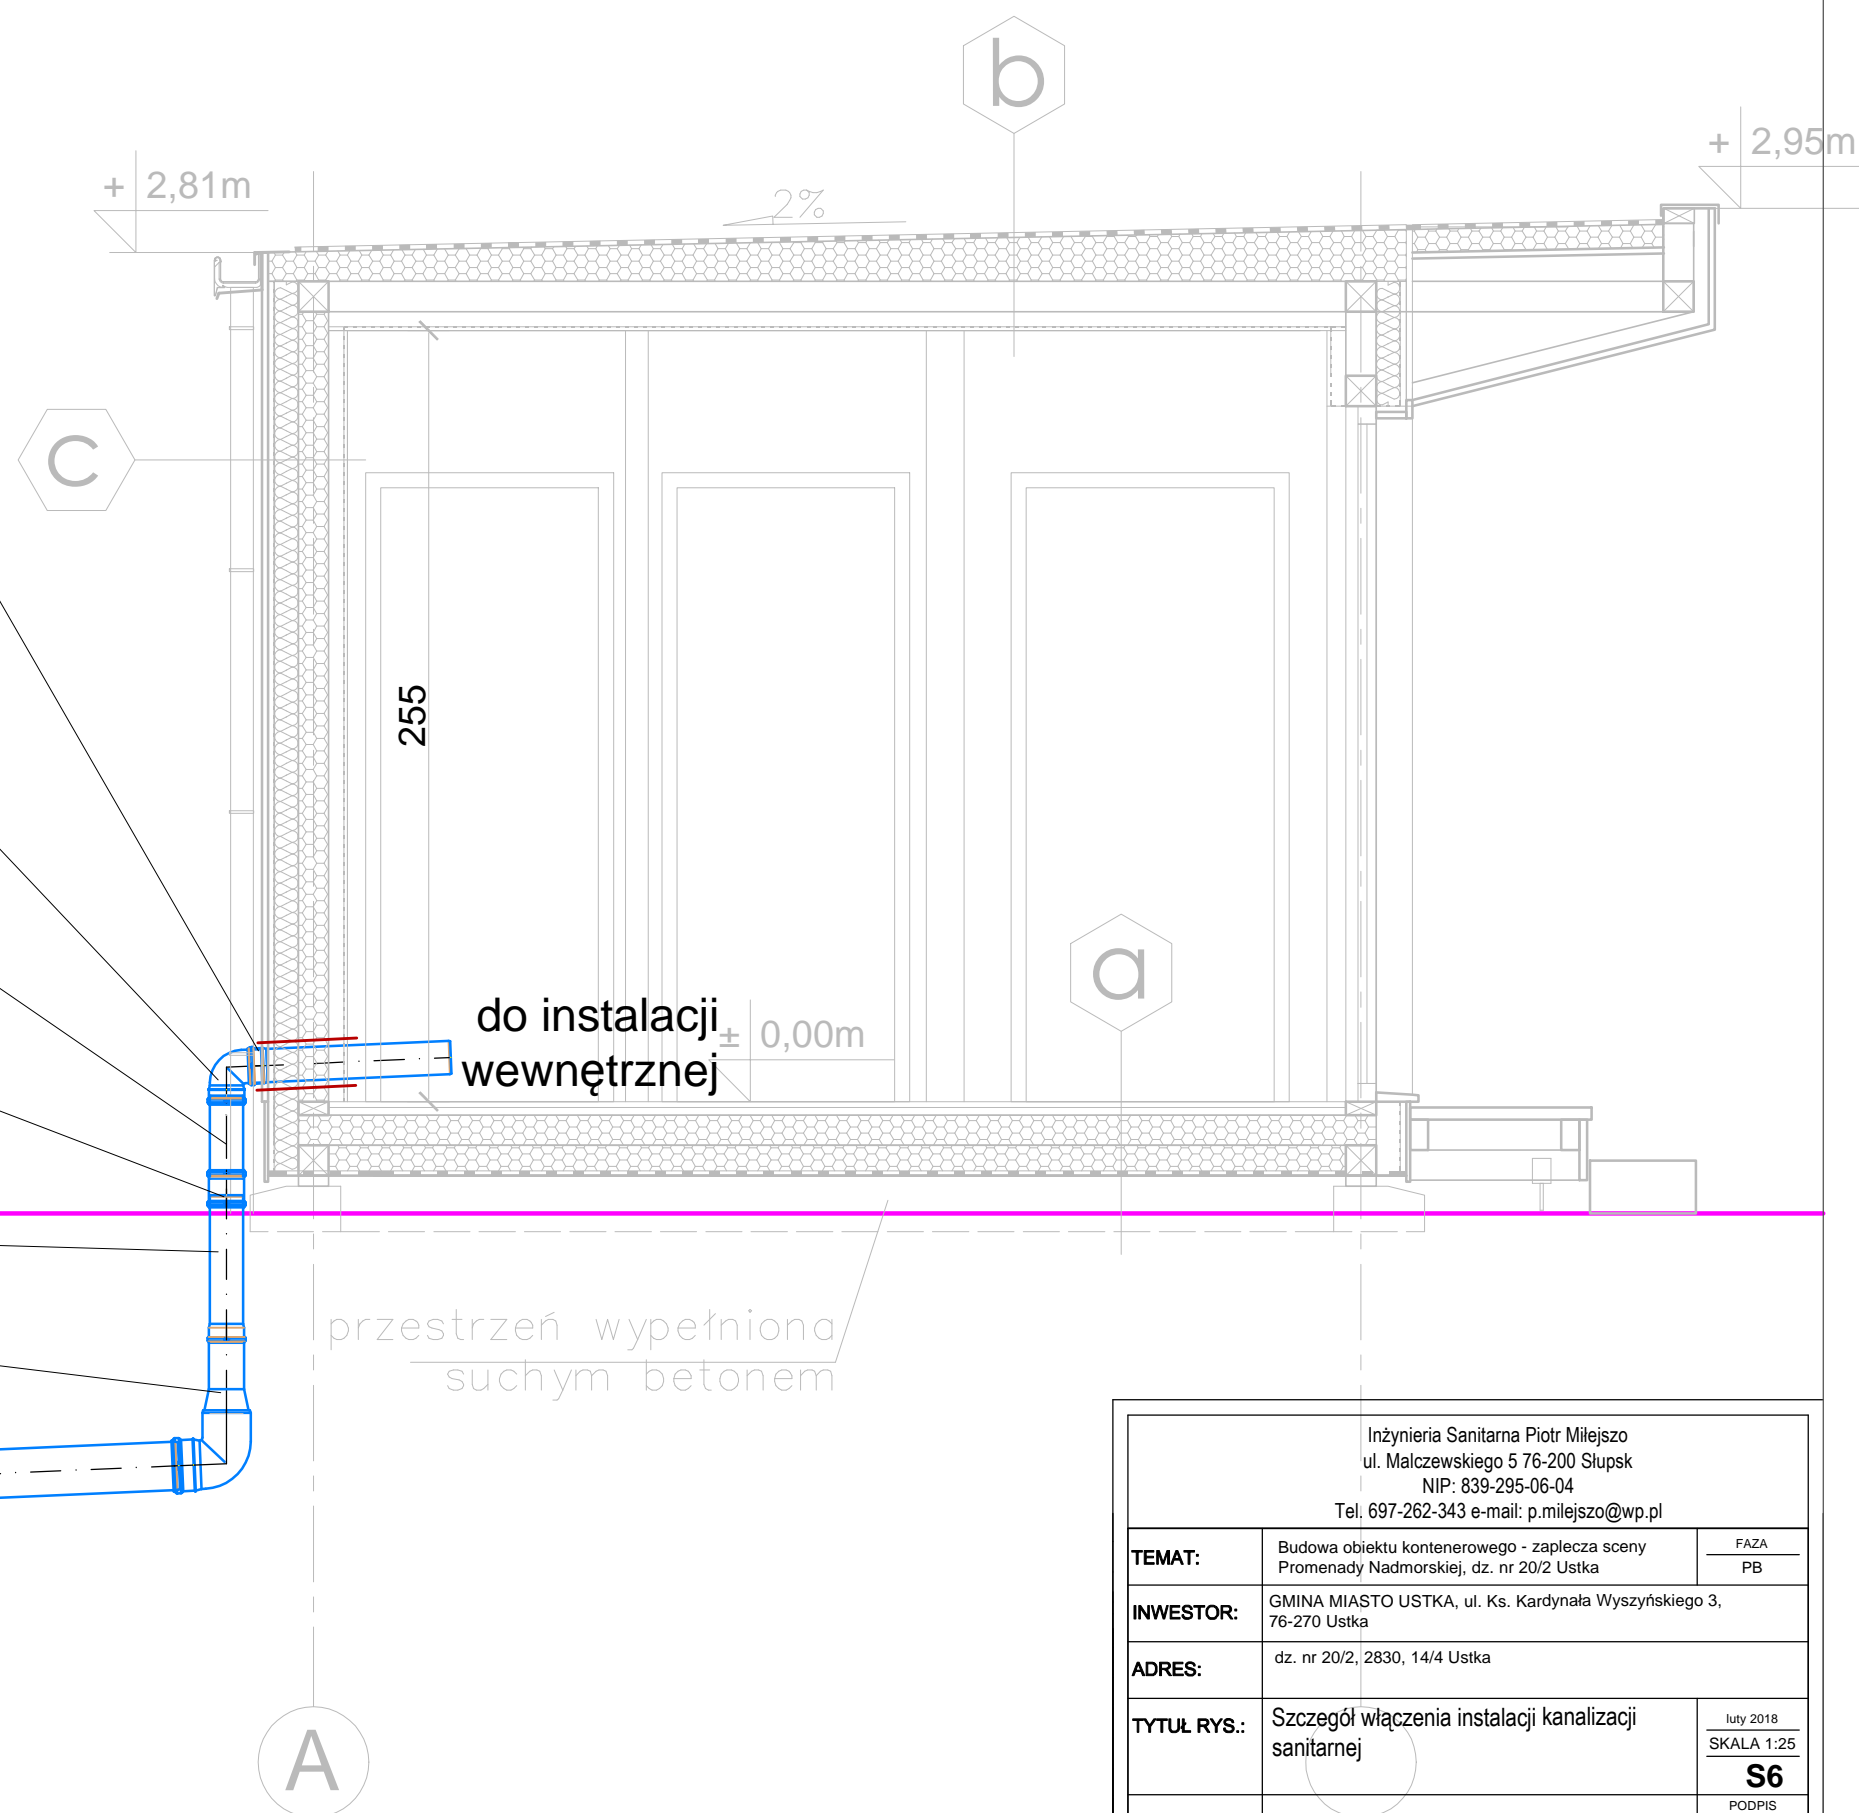 b
+ 2,95m
+ 2,81m
2%
c
255
a
do instalacji
wewnętrznej
± 0,00m
przestrzeń wypełniona
suchym betonem
Inżynieria Sanitarna Piotr Miłejszo
ul. Malczewskiego 5 76-200 Słupsk
NIP: 839-295-06-04
Tel. 697-262-343 e-mail: p.milejszo@wp.pl
TEMAT:
Budowa obiektu kontenerowego - zaplecza sceny
Promenady Nadmorskiej, dz. nr 20/2 Ustka
FAZA
PB
INWESTOR:
GMINA MIASTO USTKA, ul. Ks. Kardynała Wyszyńskiego 3,
76-270 Ustka
ADRES:
dz. nr 20/2, 2830, 14/4 Ustka
TYTUŁ RYS.:
Szczegół włączenia instalacji kanalizacji
sanitarnej
luty 2018
SKALA 1:25
S6
PODPIS
A